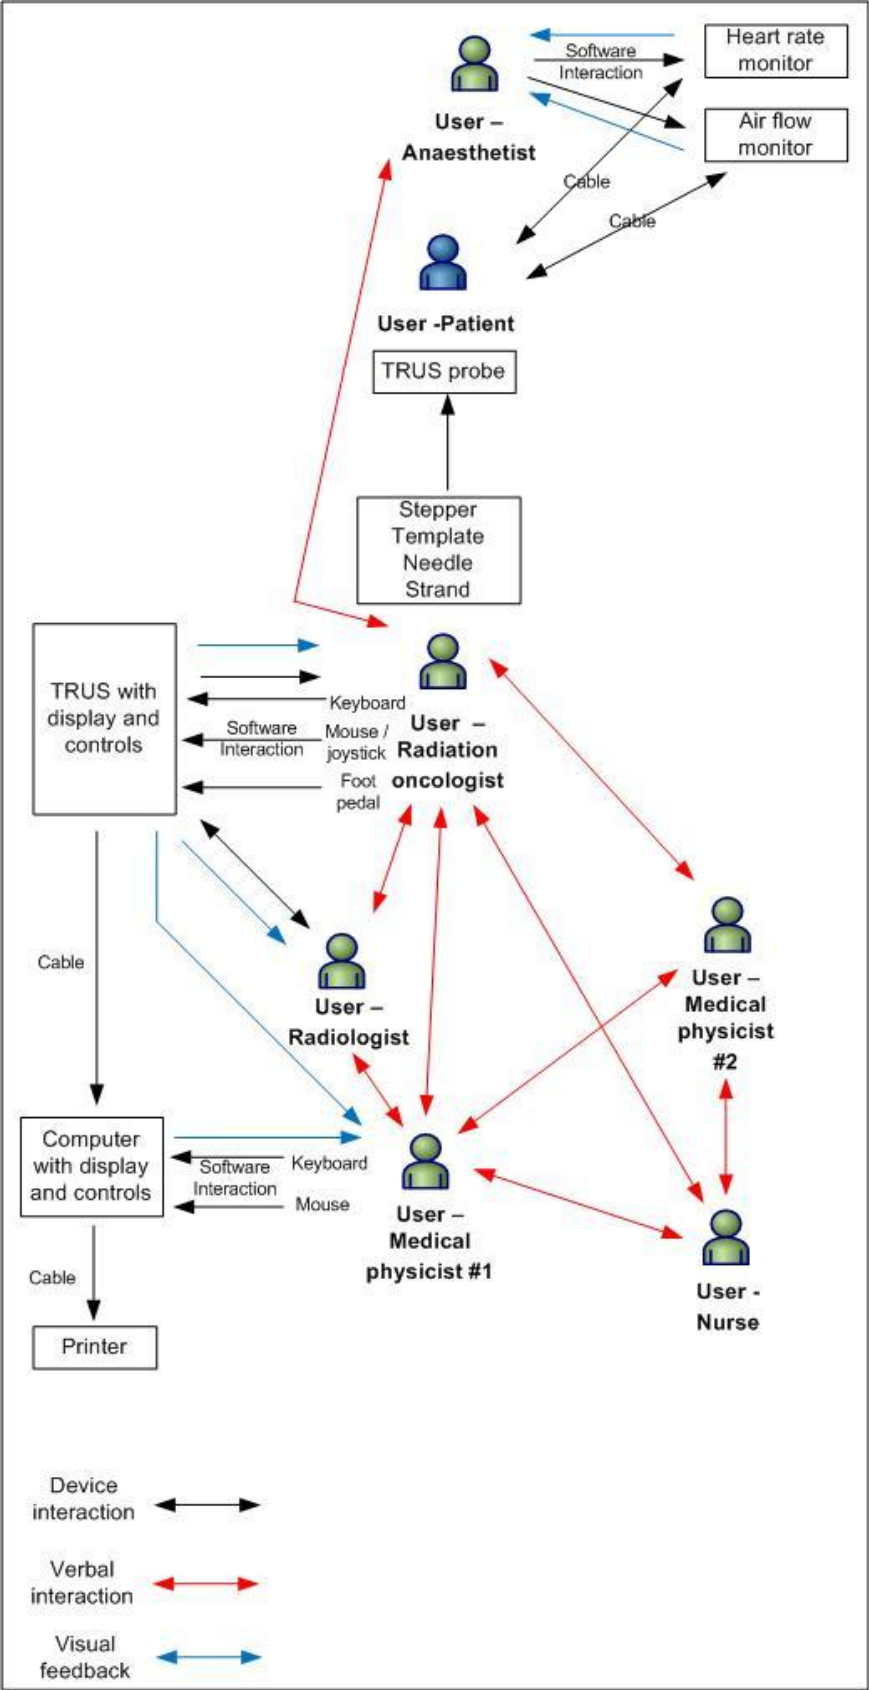 Heart rate
monitor
Software
Interaction
Air flow
monitor
User –
Anaesthetist
Cable
Cable
User -Patient
TRUS probe
Stepper
Template
Needle
Strand
TRUS with
display and
controls
Keyboard
Software
Interaction
Mouse /
joystick
Foot
pedal
User –
Radiation
oncologist
Cable
User –
Radiologist
User –
Medical
physicist
#2
Computer
with display
and controls
Software
Interaction
Keyboard
Mouse
User –
Medical
physicist #1
User -
Nurse
Cable
Printer
Device
interaction
Verbal
interaction
Visual
feedback